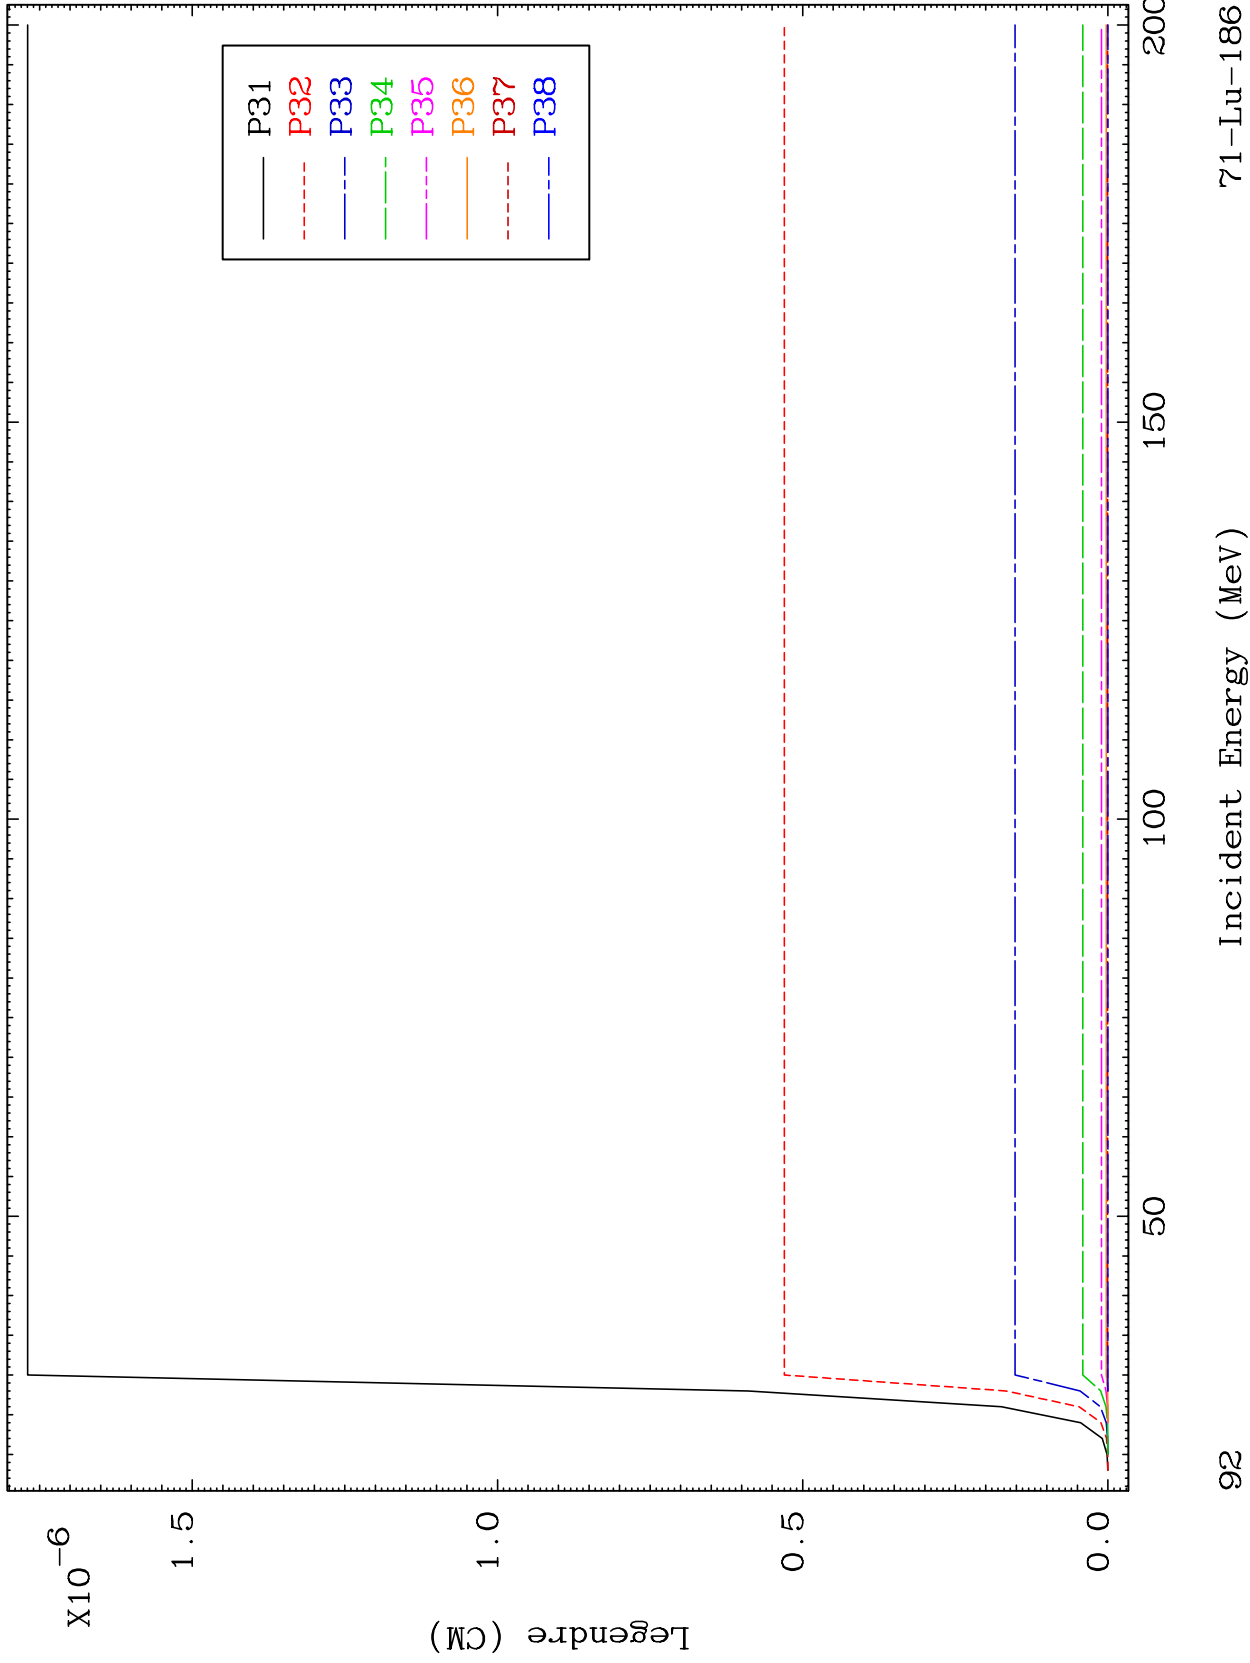 X10-6
1.5
1.0
0.5
0.0
Legendre (CM)
P31
P32
P33
P34
P35
P36
P37
P38
50
100
150
200
Incident Energy (MeV)
92
71-Lu-186